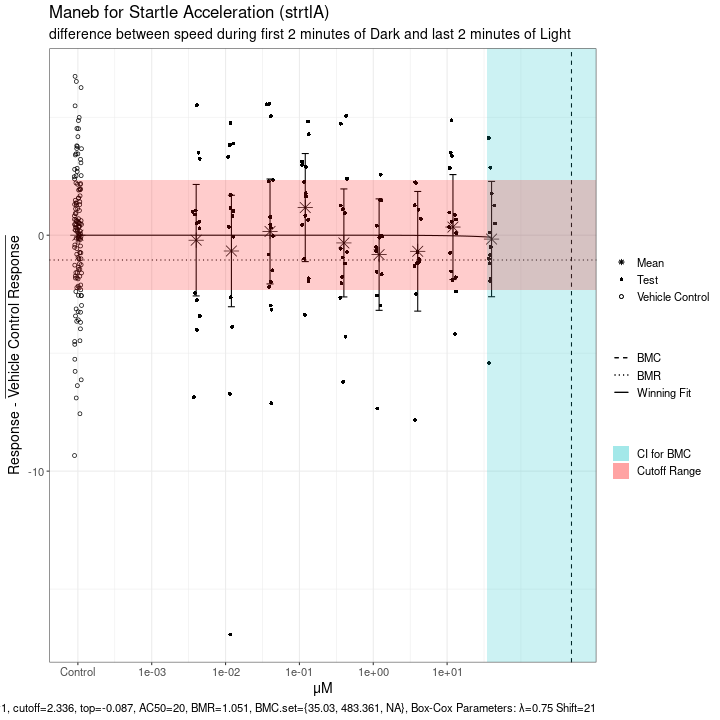 Maneb for Startle Acceleration (strtlA)
difference between speed during first 2 minutes of Dark and last 2 minutes of Light
Response - Vehicle Control Response
0
-10
Control
1e-03
1e-02
1e-01
1e+00
1e+01
μM
Mean
Test
Vehicle Control
BMC
BMR
Winning Fit
CI for BMC
Cutoff Range
1, cutoff=2.336, top=-0.087, AC50=20, BMR=1.051, BMC.set={35.03, 483.361, NA}, Box-Cox Parameters: λ=0.75 Shift=21